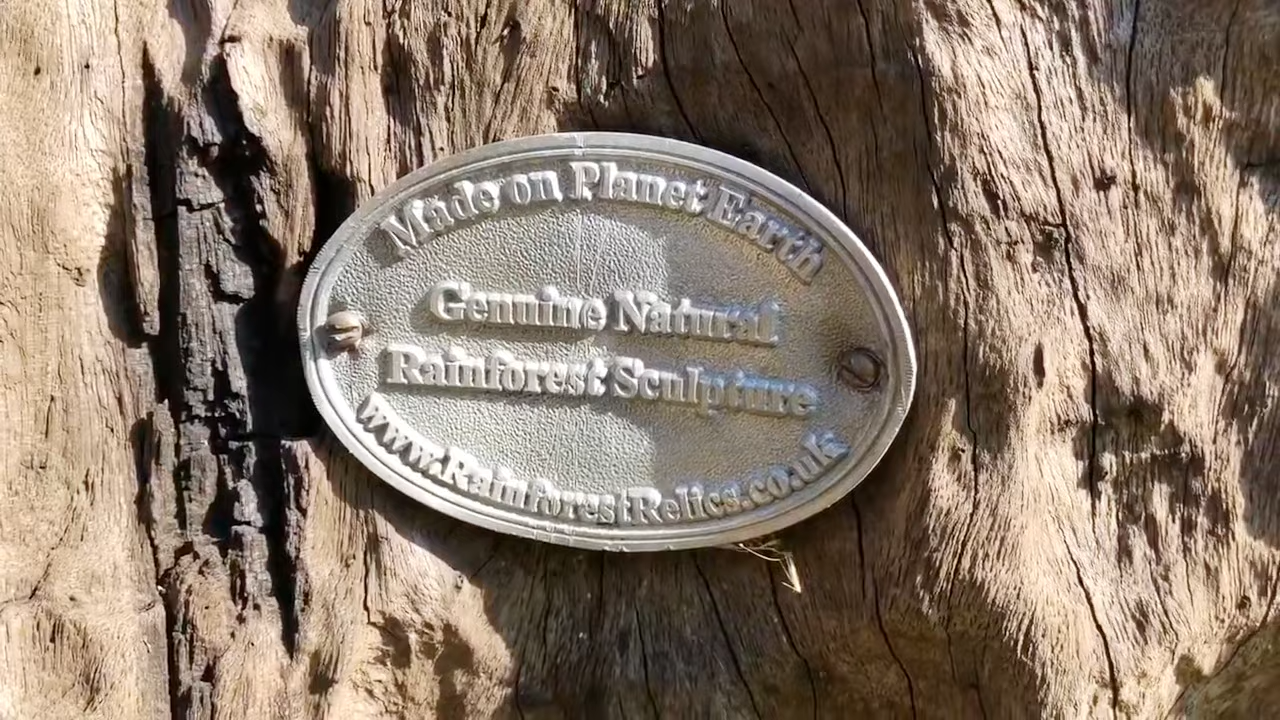 Made on Planet Earth
Genuine Natural
Rainforest Sculpture
www.RainforestRelics.co.uk